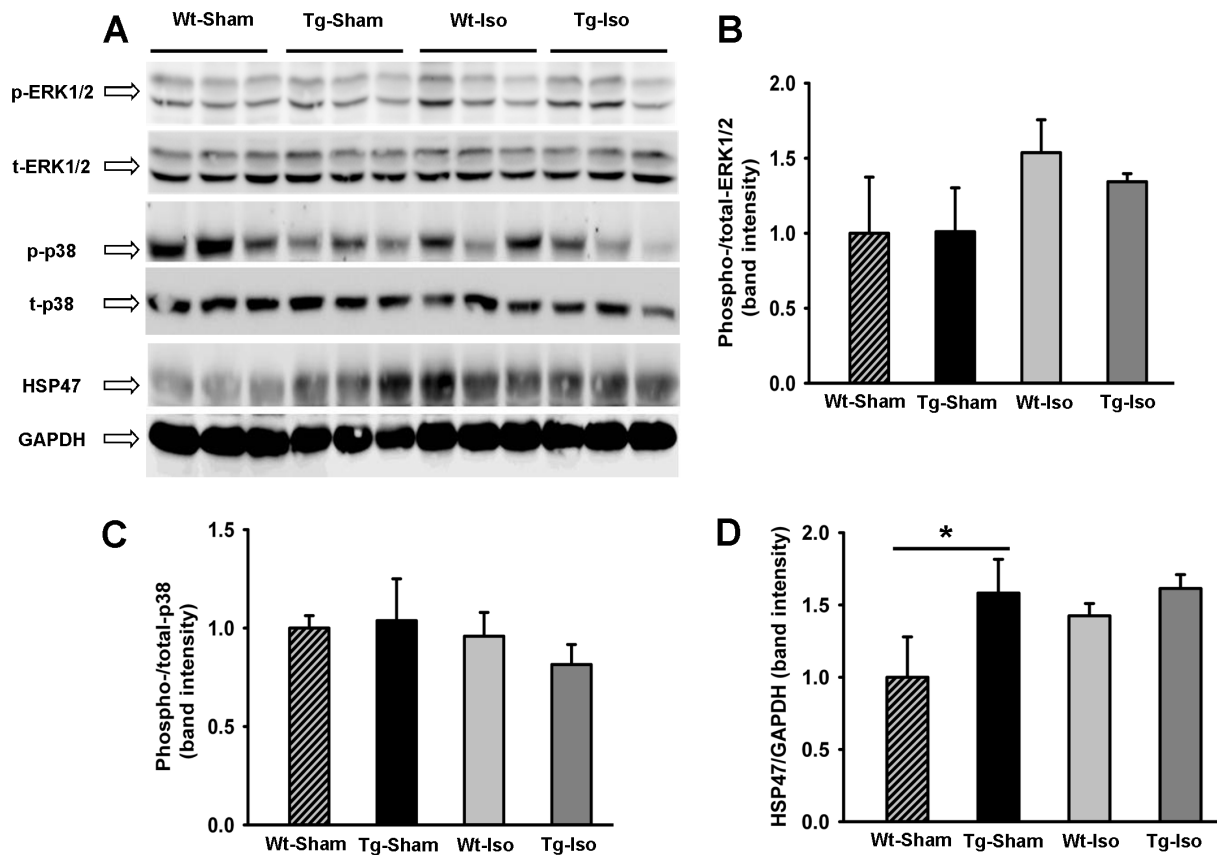 A
Wt-Sham Tg-Sham Wt-Iso Tg-Iso
p-ERK1/2
t-ERK1/2
p-p38
t-p38
HSP47
GAPDH
B
Phospho-/total-ERK1/2
(band intensity)
2.0
1.5
1.0
0.5
0.0
Wt-Sham Tg-Sham Wt-Iso Tg-Iso
C
Phospho-/total-p38
(band intensity)
1.5
1.0
0.5
0.0
Wt-Sham Tg-Sham Wt-Iso Tg-Iso
D
HSP47/GAPDH (band intensity)
2.0
1.5
1.0
0.5
0.0
*
Wt-Sham Tg-Sham Wt-Iso Tg-Iso